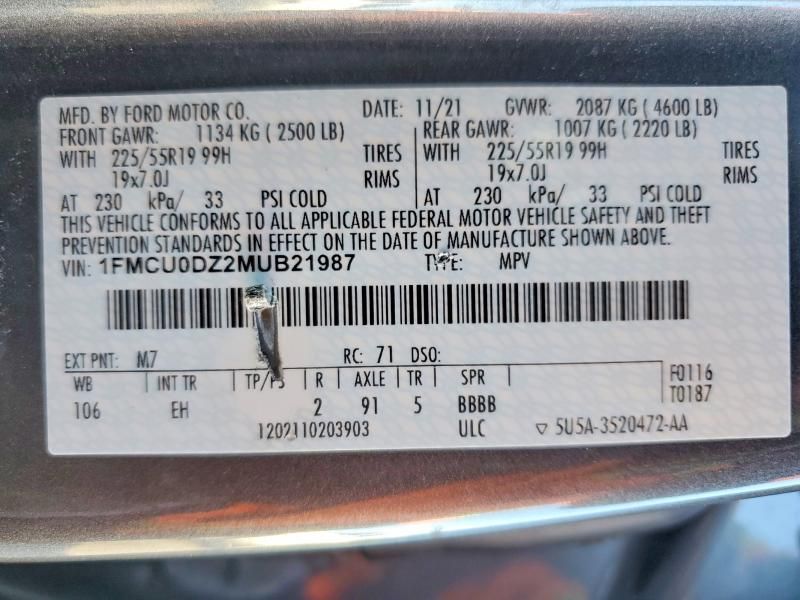 MFD. BY FORD MOTOR CO. DATE: 11/21 GVWR: 2087 KG ( 4600 LB)
FRONT GAWR: 1134 KG ( 2500 LB) REAR GAWR: 1007 KG ( 2220 LB)
WITH 225/55R19 99H TIRES WITH 225/55R19 99H TIRES
19x7.0J RIMS 19x7.0J RIMS
AT 230 kPa/ 33 PSI COLD AT 230 kPa/ 33 PSI COLD
THIS VEHICLE CONFORMS TO ALL APPLICABLE FEDERAL MOTOR VEHICLE SAFETY AND THEFT
PREVENTION STANDARDS IN EFFECT ON THE DATE OF MANUFACTURE SHOWN ABOVE.
VIN: 1FMCU0DZ2MUB21987 TYPE: MPV
EXT PNT: M7 RC: 71 DSO:
WB INT TR TP/PS R AXLE TR SPR F0116
T0187
106 EH 2 91 5 BBBB
1202110203903 ULC ▽ 5U5A-3520472-AA